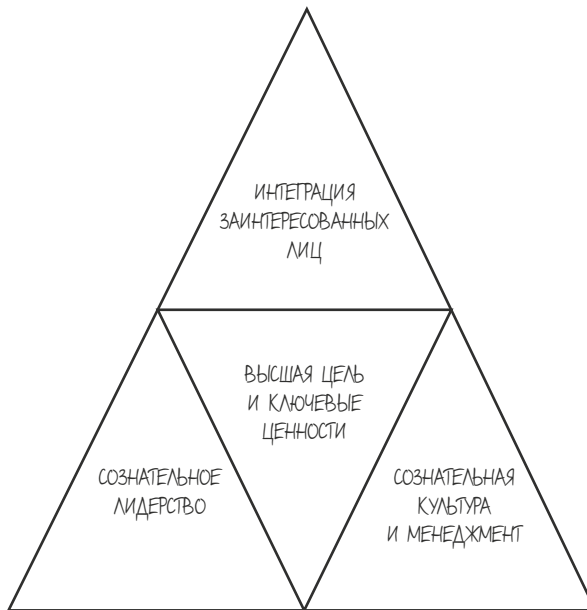 ИНТЕГРАЦИЯ
ЗАИНТЕРЕСОВАННЫХ
ЛИЦ
ВЫСШАЯ ЦЕЛЬ
И КЛЮЧЕВЫЕ
ЦЕННОСТИ
СОЗНАТЕЛЬНОЕ
ЛИДЕРСТВО
СОЗНАТЕЛЬНАЯ
КУЛЬТУРА
И МЕНЕДЖМЕНТ